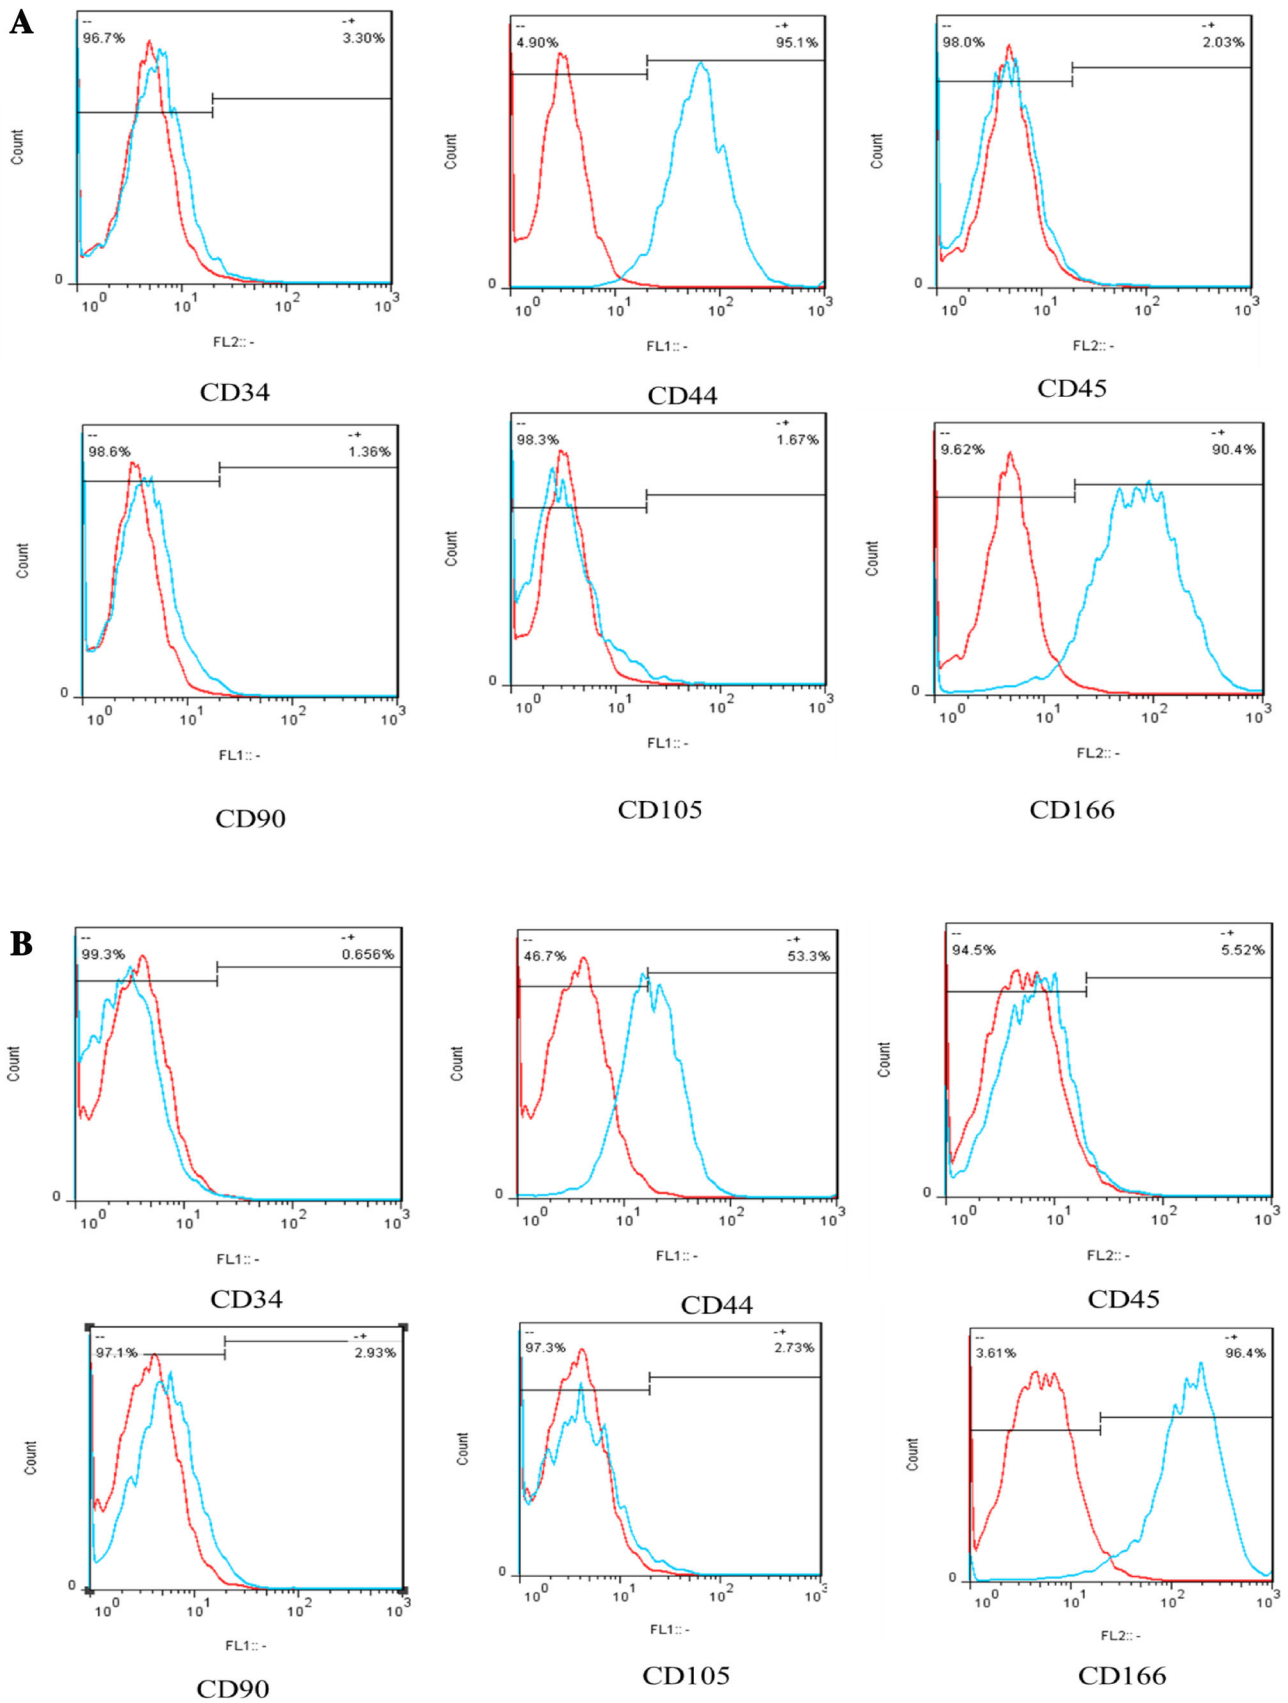 A
-- -+
96.7% 3.30%
Count
0
10^0 10^1 10^2 10^3
FL2:: -
CD34
-- -+
4.90% 95.1%
Count
0
10^0 10^1 10^2 10^3
FL1:: -
CD44
-- -+
98.0% 2.03%
Count
0
10^0 10^1 10^2 10^3
FL2:: -
CD45
-- -+
98.6% 1.36%
Count
0
10^0 10^1 10^2 10^3
FL1:: -
CD90
-- -+
98.3% 1.67%
Count
0
10^0 10^1 10^2 10^3
FL1:: -
CD105
-- -+
9.62% 90.4%
Count
0
10^0 10^1 10^2 10^3
FL2:: -
CD166
B
-- -+
99.3% 0.656%
Count
0
10^0 10^1 10^2 10^3
FL1:: -
CD34
-- -+
46.7% 53.3%
Count
0
10^0 10^1 10^2 10^3
FL1:: -
CD44
-- -+
94.5% 5.52%
Count
0
10^0 10^1 10^2 10^3
FL2:: -
CD45
-- -+
97.1% 2.93%
Count
0
10^0 10^1 10^2 10^3
FL1:: -
CD90
-- -+
97.3% 2.73%
Count
0
10^0 10^1 10^2 10^3
FL1:: -
CD105
-- -+
3.61% 96.4%
Count
0
10^0 10^1 10^2 10^3
FL2:: -
CD166